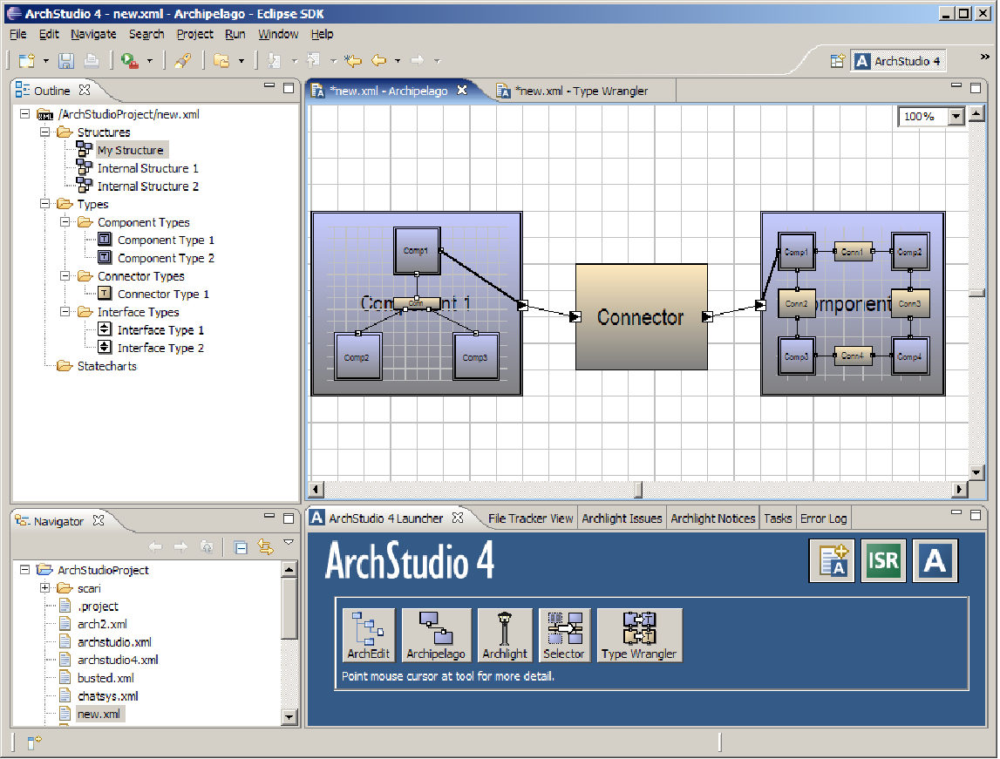 ArchStudio 4 - new.xml - Archipelago - Eclipse SDK
File Edit Navigate Search Project Run Window Help
ArchStudio 4
Outline
/ArchStudioProject/new.xml
Structures
My Structure
Internal Structure 1
Internal Structure 2
Types
Component Types
Component Type 1
Component Type 2
Connector Types
Connector Type 1
Interface Types
Interface Type 1
Interface Type 2
Statecharts
*new.xml - Archipelago
*new.xml - Type Wrangler
100%
Comp1
Conn
Comp2
Comp3
Connector
Comp1
Conn1
Comp2
Conn2
Conn3
Comp3
Conn4
Comp4
Navigator
ArchStudioProject
scari
.project
arch2.xml
archstudio.xml
archstudio4.xml
busted.xml
chatsys.xml
new.xml
ArchStudio 4 Launcher
File Tracker View
Archlight Issues
Archlight Notices
Tasks
Error Log
ArchStudio 4
A
ISR
A
ArchEdit
Archipelago
Archlight
Selector
Type Wrangler
Point mouse cursor at tool for more detail.